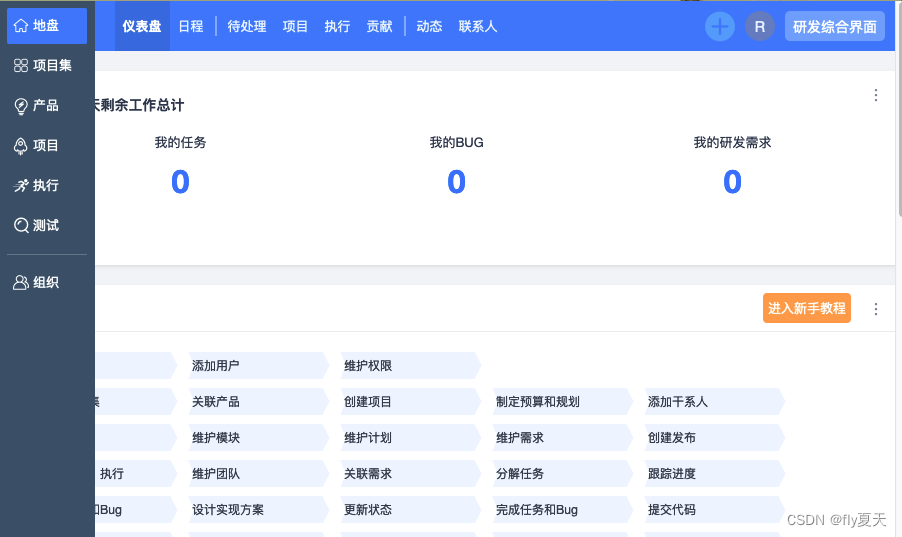 地盘 仪表盘 日程 待处理 项目 执行 贡献 动态 联系人 R 研发综合界面
项目集
产品
项目
执行
测试
组织
剩余工作总计
我的任务 我的BUG 我的研发需求
0 0 0
进入新手教程
添加用户 维护权限
关联产品 创建项目 制定预算和规划 添加干系人
维护模块 维护计划 维护需求 创建发布
执行 维护团队 关联需求 分解任务 跟踪进度
Bug 设计实现方案 更新状态 完成任务和Bug 提交代码
CSDN @fly夏天